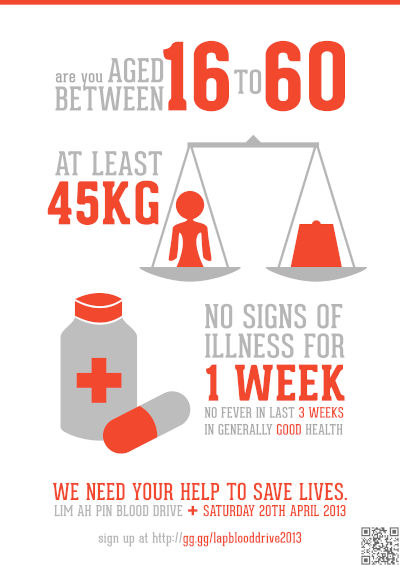 are you AGED 16 TO 60
BETWEEN
AT LEAST
45KG
NO SIGNS OF
ILLNESS FOR
1 WEEK
NO FEVER IN LAST 3 WEEKS
IN GENERALLY GOOD HEALTH
WE NEED YOUR HELP TO SAVE LIVES.
LIM AH PIN BLOOD DRIVE + SATURDAY 20TH APRIL 2013
sign up at http://gg.gg/lapblooddrive2013